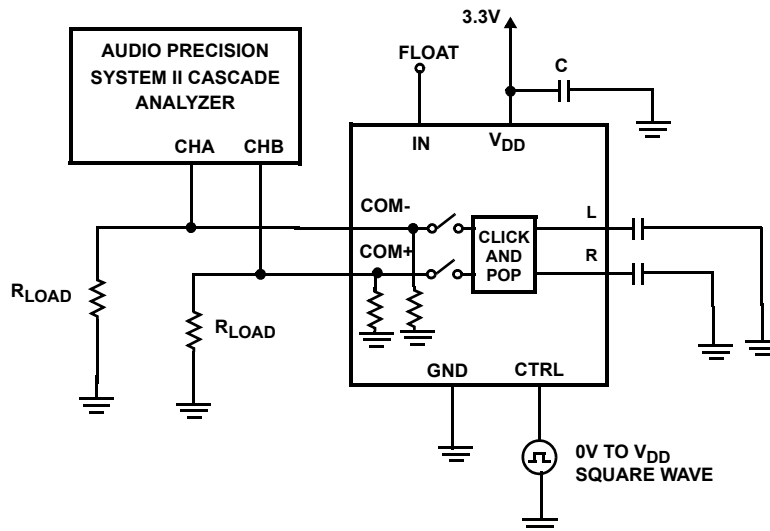 AUDIO PRECISION
SYSTEM II CASCADE
ANALYZER
CHA CHB
3.3V
FLOAT
C
IN
VDD
COM-
COM+
CLICK
AND
POP
L
R
RLOAD
RLOAD
GND
CTRL
0V TO VDD
SQUARE WAVE